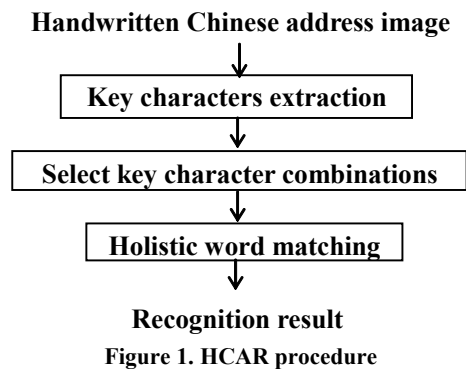 Handwritten Chinese address image
Key characters extraction
Select key character combinations
Holistic word matching
Recognition result
Figure 1. HCAR procedure